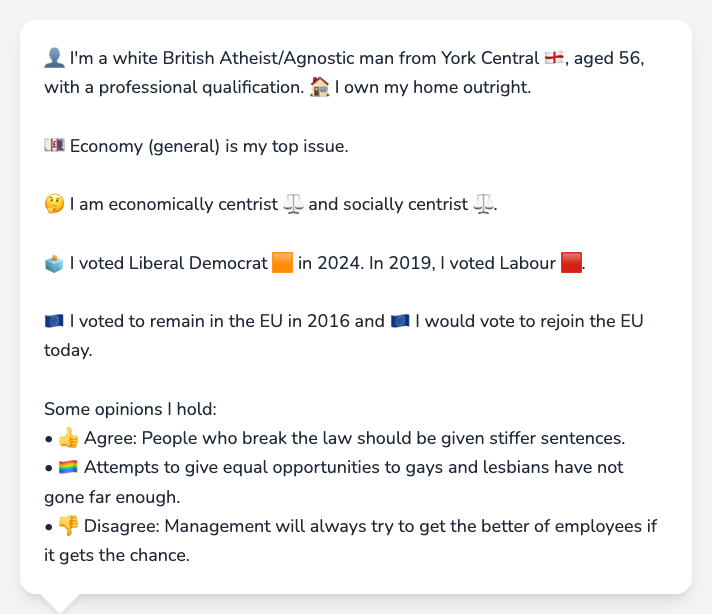 👤 I'm a white British Atheist/Agnostic man from York Central 🏴󠁧󠁢󠁥󠁮󠁧󠁿, aged 56,
with a professional qualification. 🏠 I own my home outright.
💷 Economy (general) is my top issue.
🤔 I am economically centrist ⚖️ and socially centrist ⚖️.
🗳️ I voted Liberal Democrat 🟧 in 2024. In 2019, I voted Labour 🟥.
🇪🇺 I voted to remain in the EU in 2016 and 🇪🇺 I would vote to rejoin the EU
today.
Some opinions I hold:
• 👍 Agree: People who break the law should be given stiffer sentences.
• 🏳️‍🌈 Attempts to give equal opportunities to gays and lesbians have not
gone far enough.
• 👎 Disagree: Management will always try to get the better of employees if
it gets the chance.